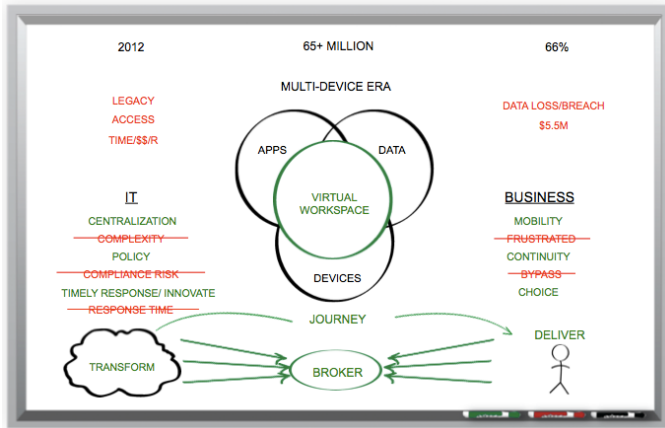 2012
65+ MILLION
66%
MULTI-DEVICE ERA
LEGACY
ACCESS
TIME/$$/R
DATA LOSS/BREACH
$5.5M
APPS
DATA
VIRTUAL
WORKSPACE
DEVICES
IT
CENTRALIZATION
COMPLEXITY
POLICY
COMPLIANCE RISK
TIMELY RESPONSE/ INNOVATE
RESPONSE TIME
BUSINESS
MOBILITY
FRUSTRATED
CONTINUITY
BYPASS
CHOICE
JOURNEY
DELIVER
TRANSFORM
BROKER